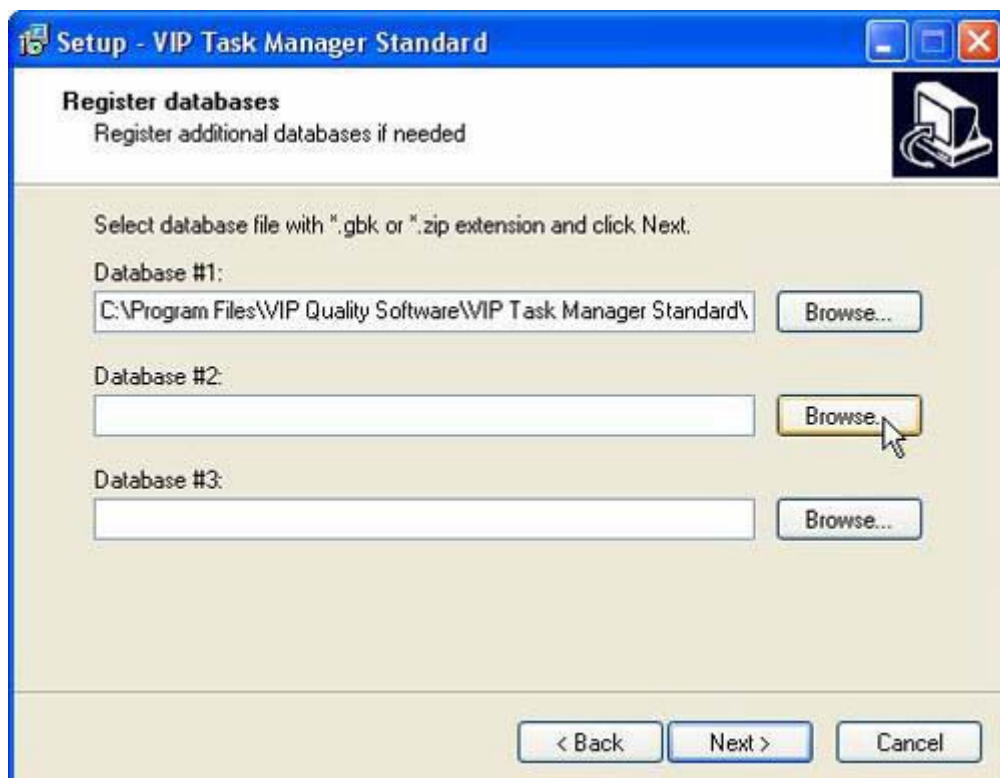 Setup - VIP Task Manager Standard
Register databases
Register additional databases if needed
Select database file with *.gbk or *.zip extension and click Next.
Database #1:
C:\Program Files\VIP Quality Software\VIP Task Manager Standard\
Browse...
Database #2:
Browse...
Database #3:
Browse...
< Back
Next >
Cancel